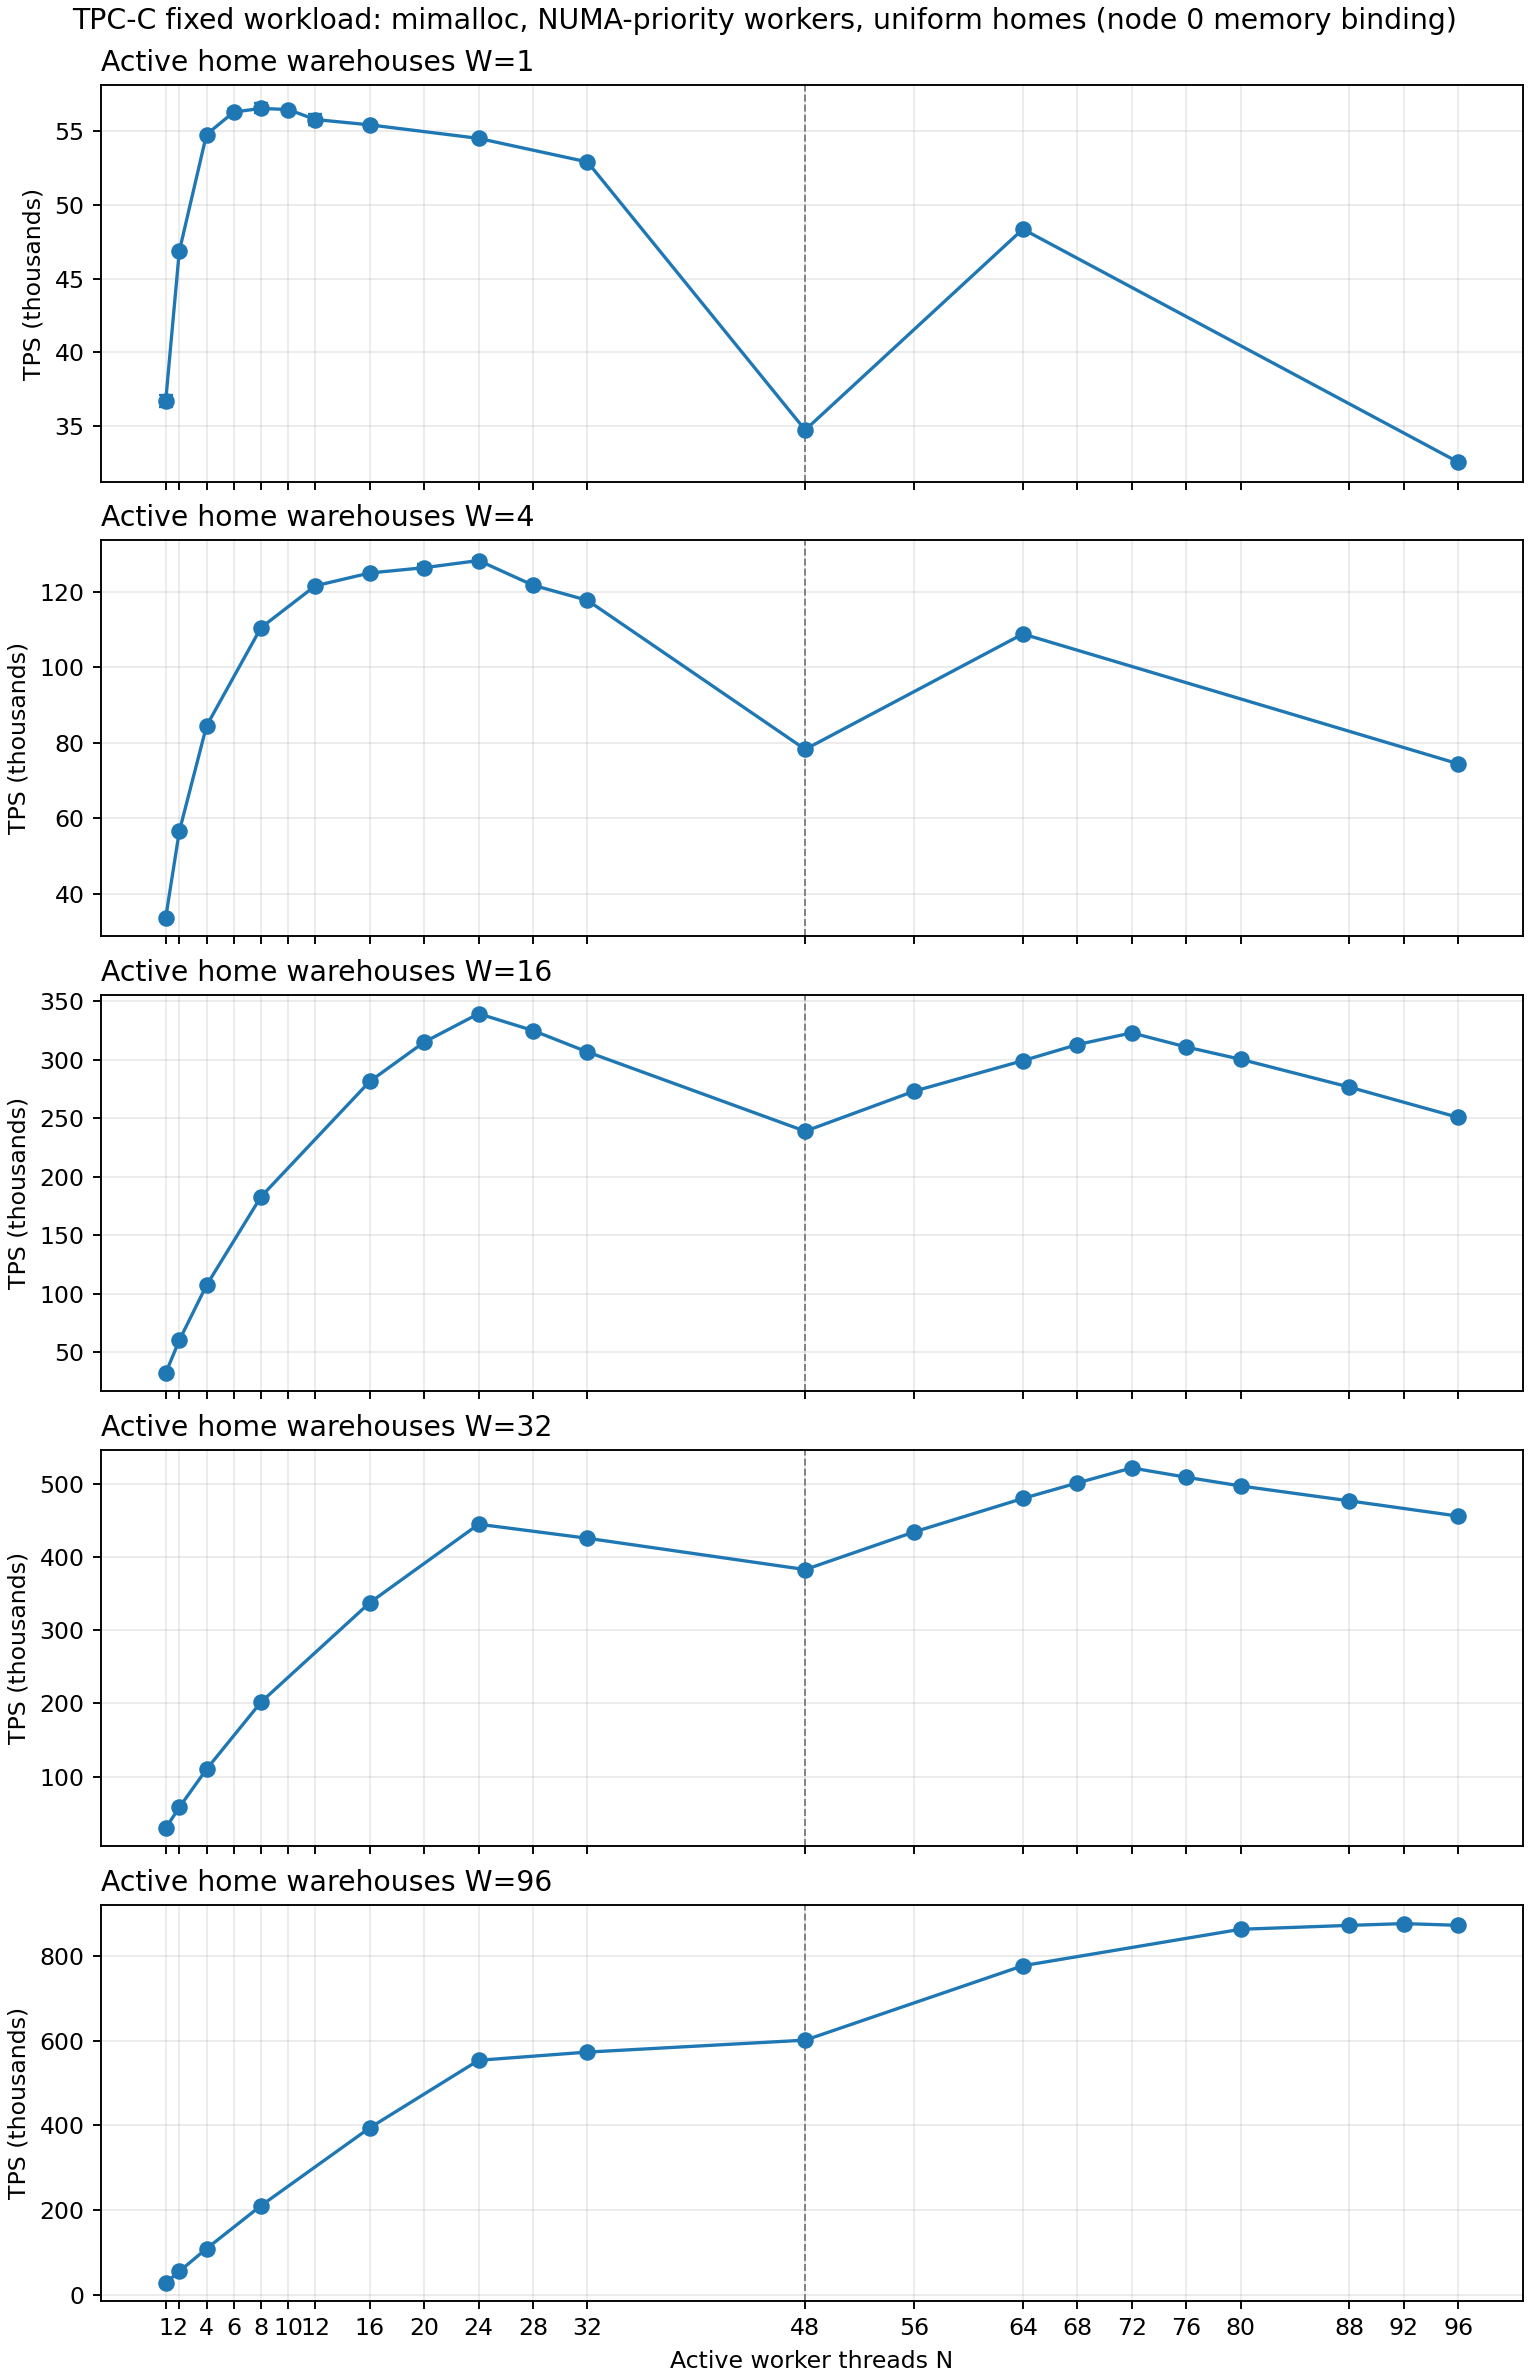 TPC-C fixed workload: mimalloc, NUMA-priority workers, uniform homes (node 0 memory binding)
Active home warehouses W=1
55
50
45
40
35
TPS (thousands)
Active home warehouses W=4
120
100
80
60
40
TPS (thousands)
Active home warehouses W=16
350
300
250
200
150
100
50
TPS (thousands)
Active home warehouses W=32
500
400
300
200
100
TPS (thousands)
Active home warehouses W=96
800
600
400
200
0
TPS (thousands)
1 2 4 6 8 10 12 16 20 24 28 32 48 56 64 68 72 76 80 88 92 96
Active worker threads N